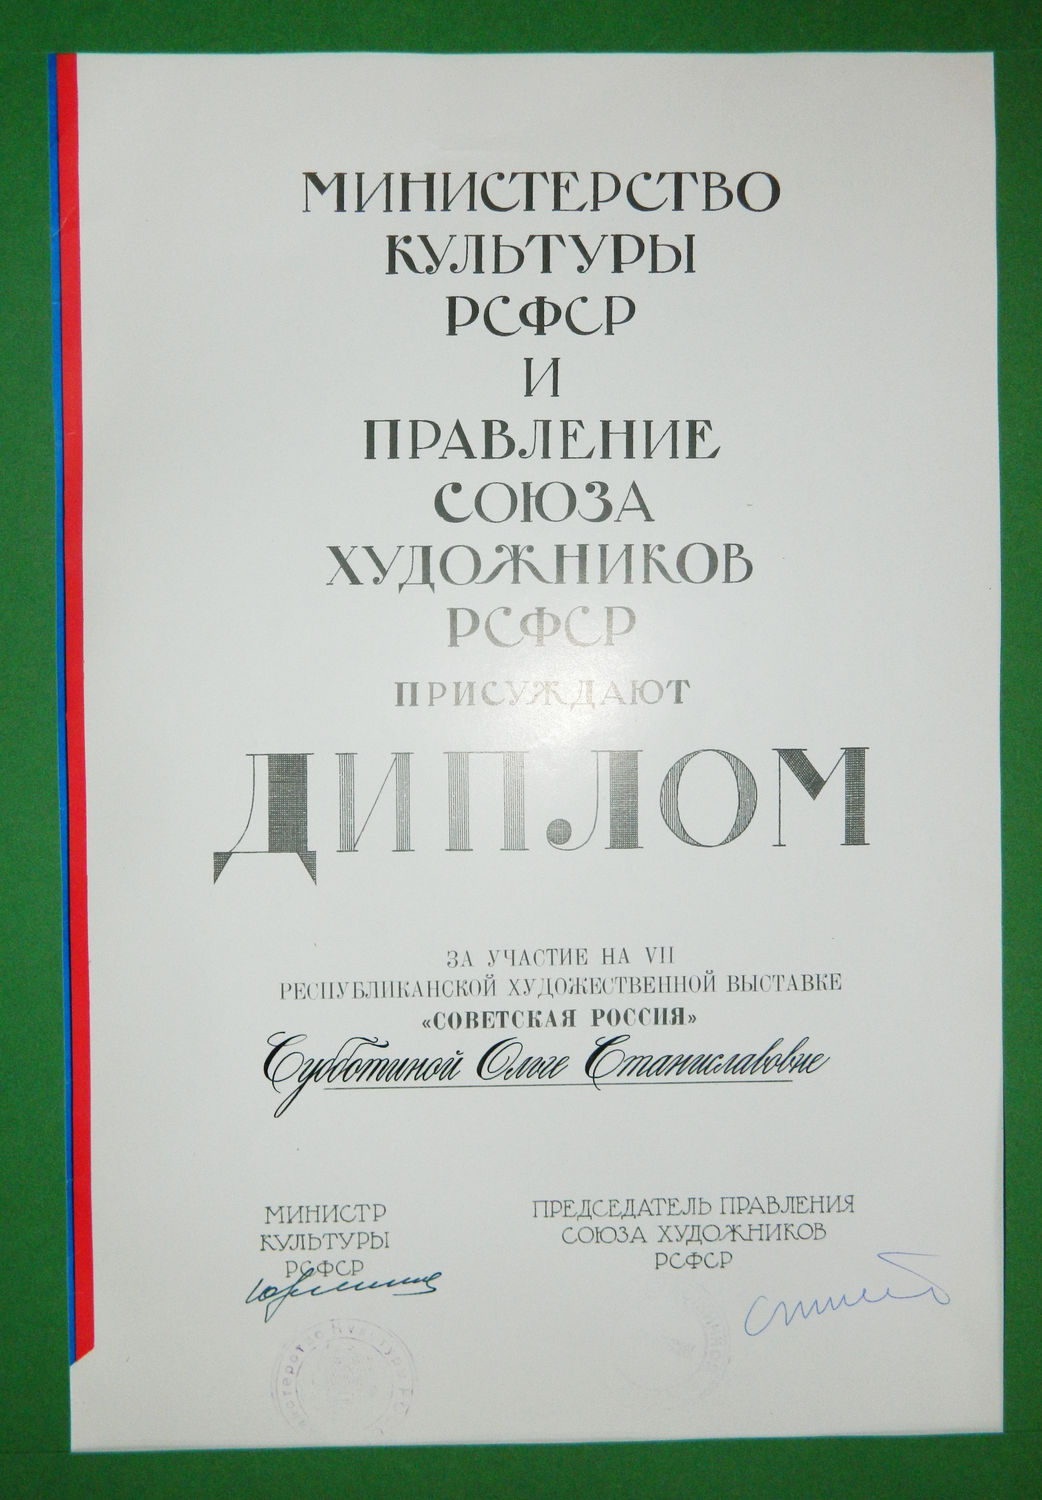 МИНИСТЕРСТВО
КУЛЬТУРЫ
РСФСР
И
ПРАВЛЕНИЕ
СОЮЗА
ХУДОЖНИКОВ
РСФСР
ПРИСУЖДАЮТ
ДИПЛОМ
ЗА УЧАСТИЕ НА VII
РЕСПУБЛИКАНСКОЙ ХУДОЖЕСТВЕННОЙ ВЫСТАВКЕ
«СОВЕТСКАЯ РОССИЯ»
Субботиной Ольге Станиславовне
МИНИСТР
КУЛЬТУРЫ
РСФСР
ПРЕДСЕДАТЕЛЬ ПРАВЛЕНИЯ
СОЮЗА ХУДОЖНИКОВ
РСФСР